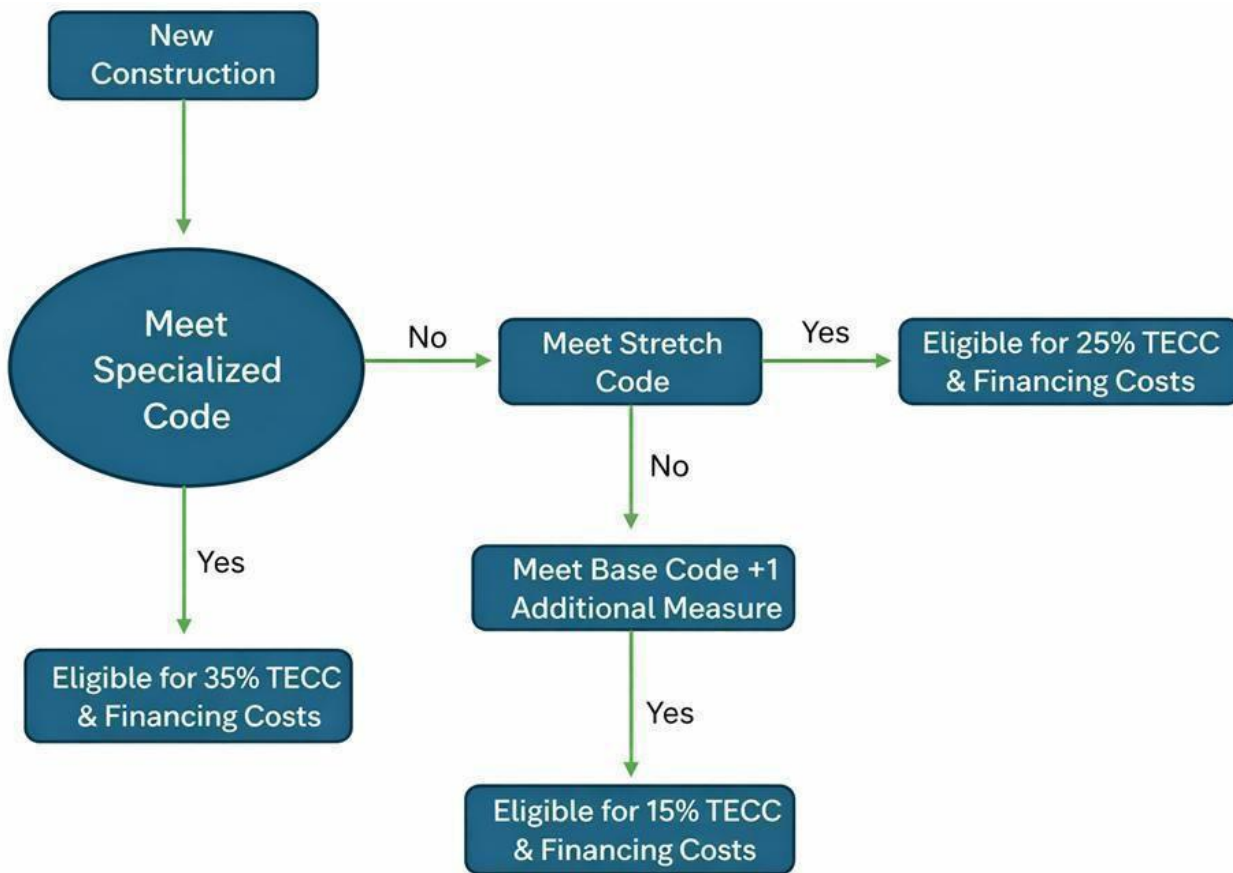 New
Construction
Meet
Specialized
Code
No
Meet Stretch
Code
Yes
Eligible for 25% TECC
& Financing Costs
No
Yes
Meet Base Code +1
Additional Measure
Eligible for 35% TECC
& Financing Costs
Yes
Eligible for 15% TECC
& Financing Costs